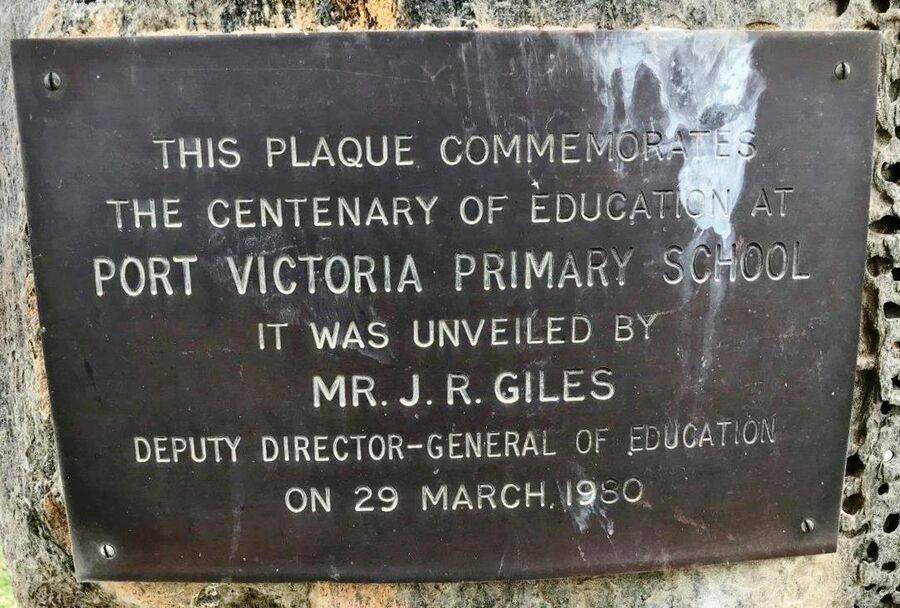 THIS PLAQUE COMMEMORATES
THE CENTENARY OF EDUCATION AT
PORT VICTORIA PRIMARY SCHOOL
IT WAS UNVEILED BY
MR. J. R. GILES
DEPUTY DIRECTOR-GENERAL OF EDUCATION
ON 29 MARCH, 1980